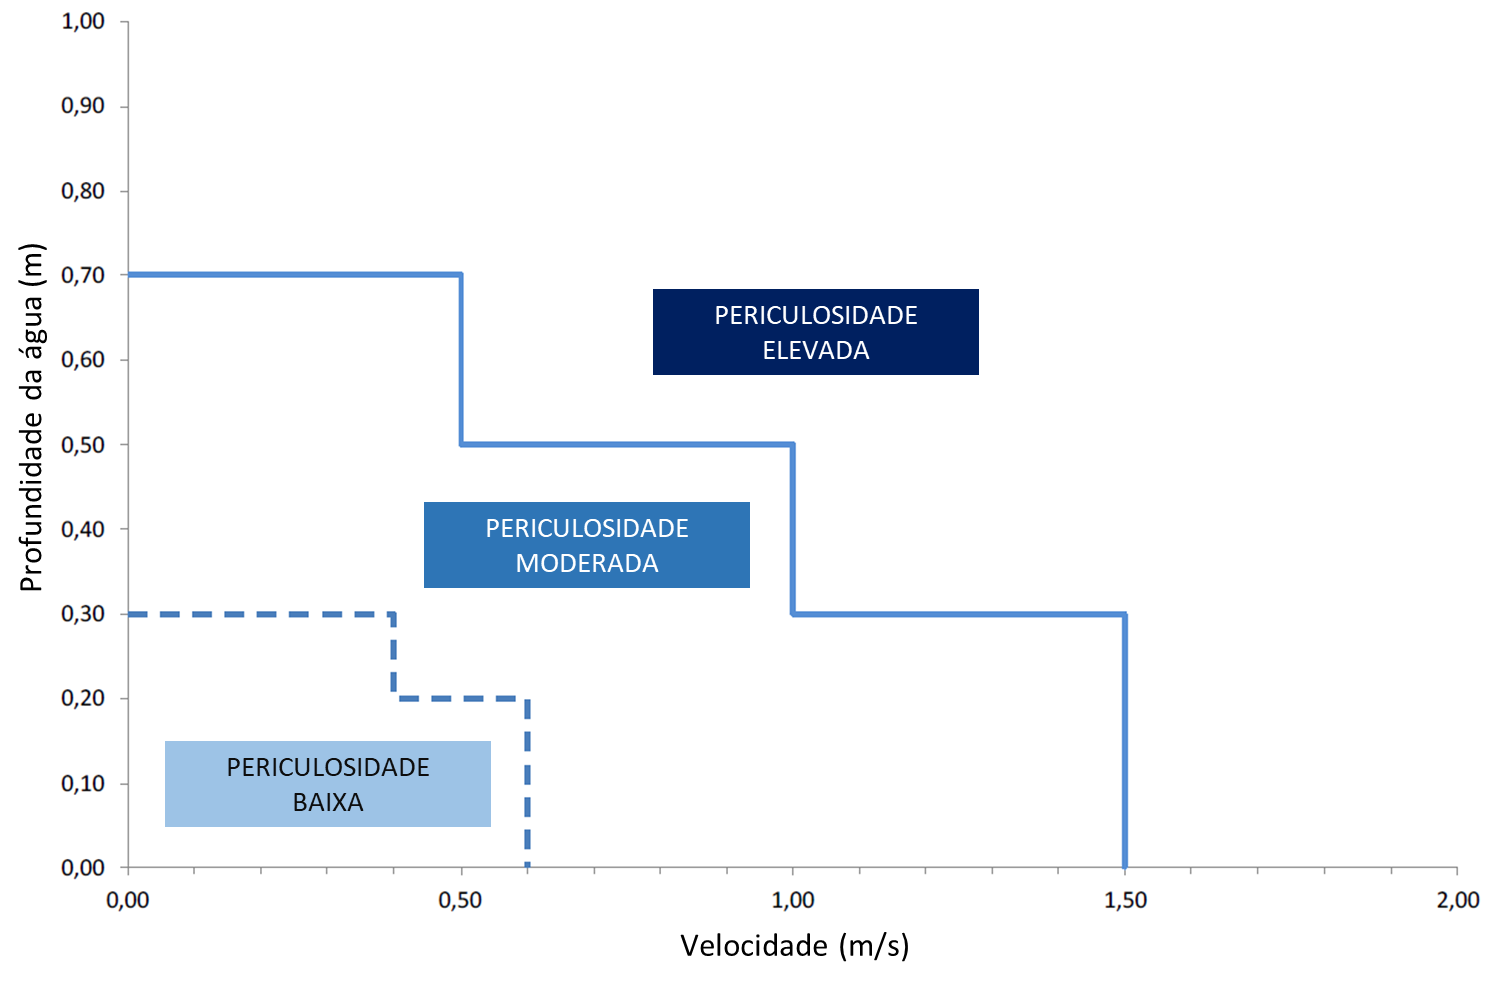 1,00
0,90
0,80
0,70
0,60
0,50
0,40
0,30
0,20
0,10
0,00
Profundidade da água (m)
PERICULOSIDADE
ELEVADA
PERICULOSIDADE
MODERADA
PERICULOSIDADE
BAIXA
0,00 0,50 1,00 1,50 2,00
Velocidade (m/s)